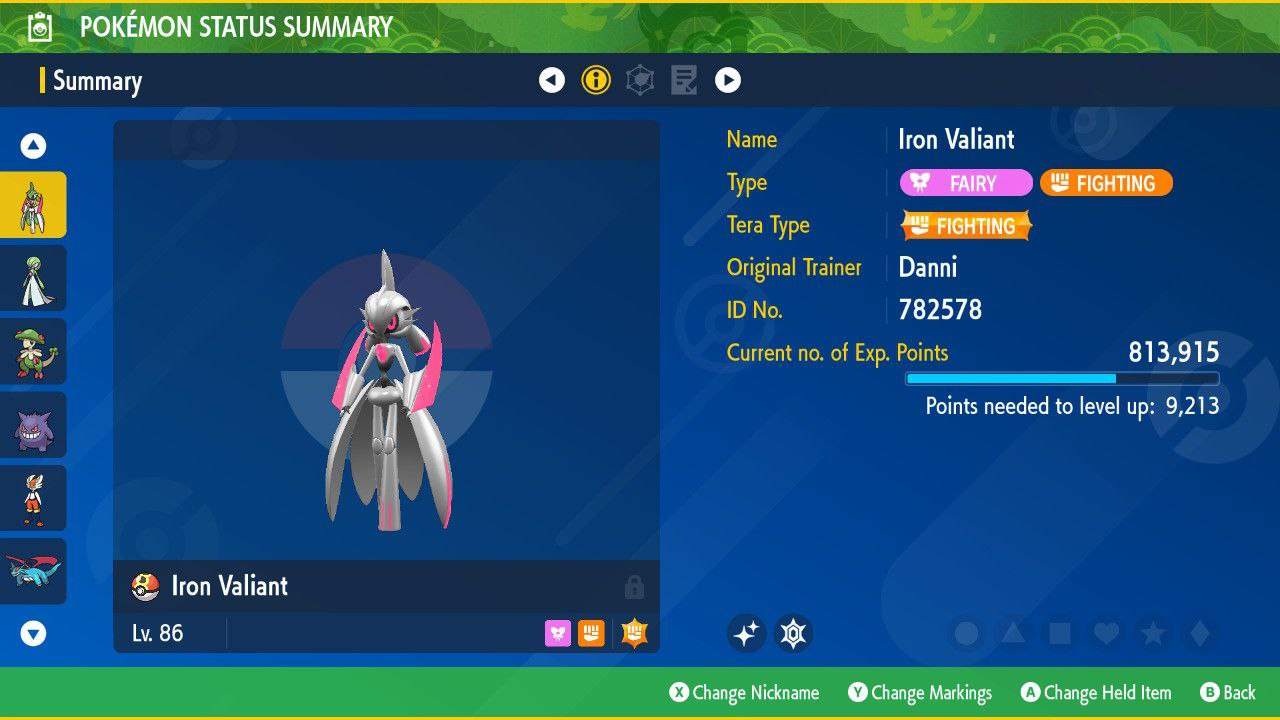 POKÉMON STATUS SUMMARY
Summary
Name Iron Valiant
Type FAIRY FIGHTING
Tera Type FIGHTING
Original Trainer Danni
ID No. 782578
Current no. of Exp. Points 813,915
Points needed to level up: 9,213
Iron Valiant
Lv. 86
X Change Nickname Y Change Markings A Change Held Item B Back